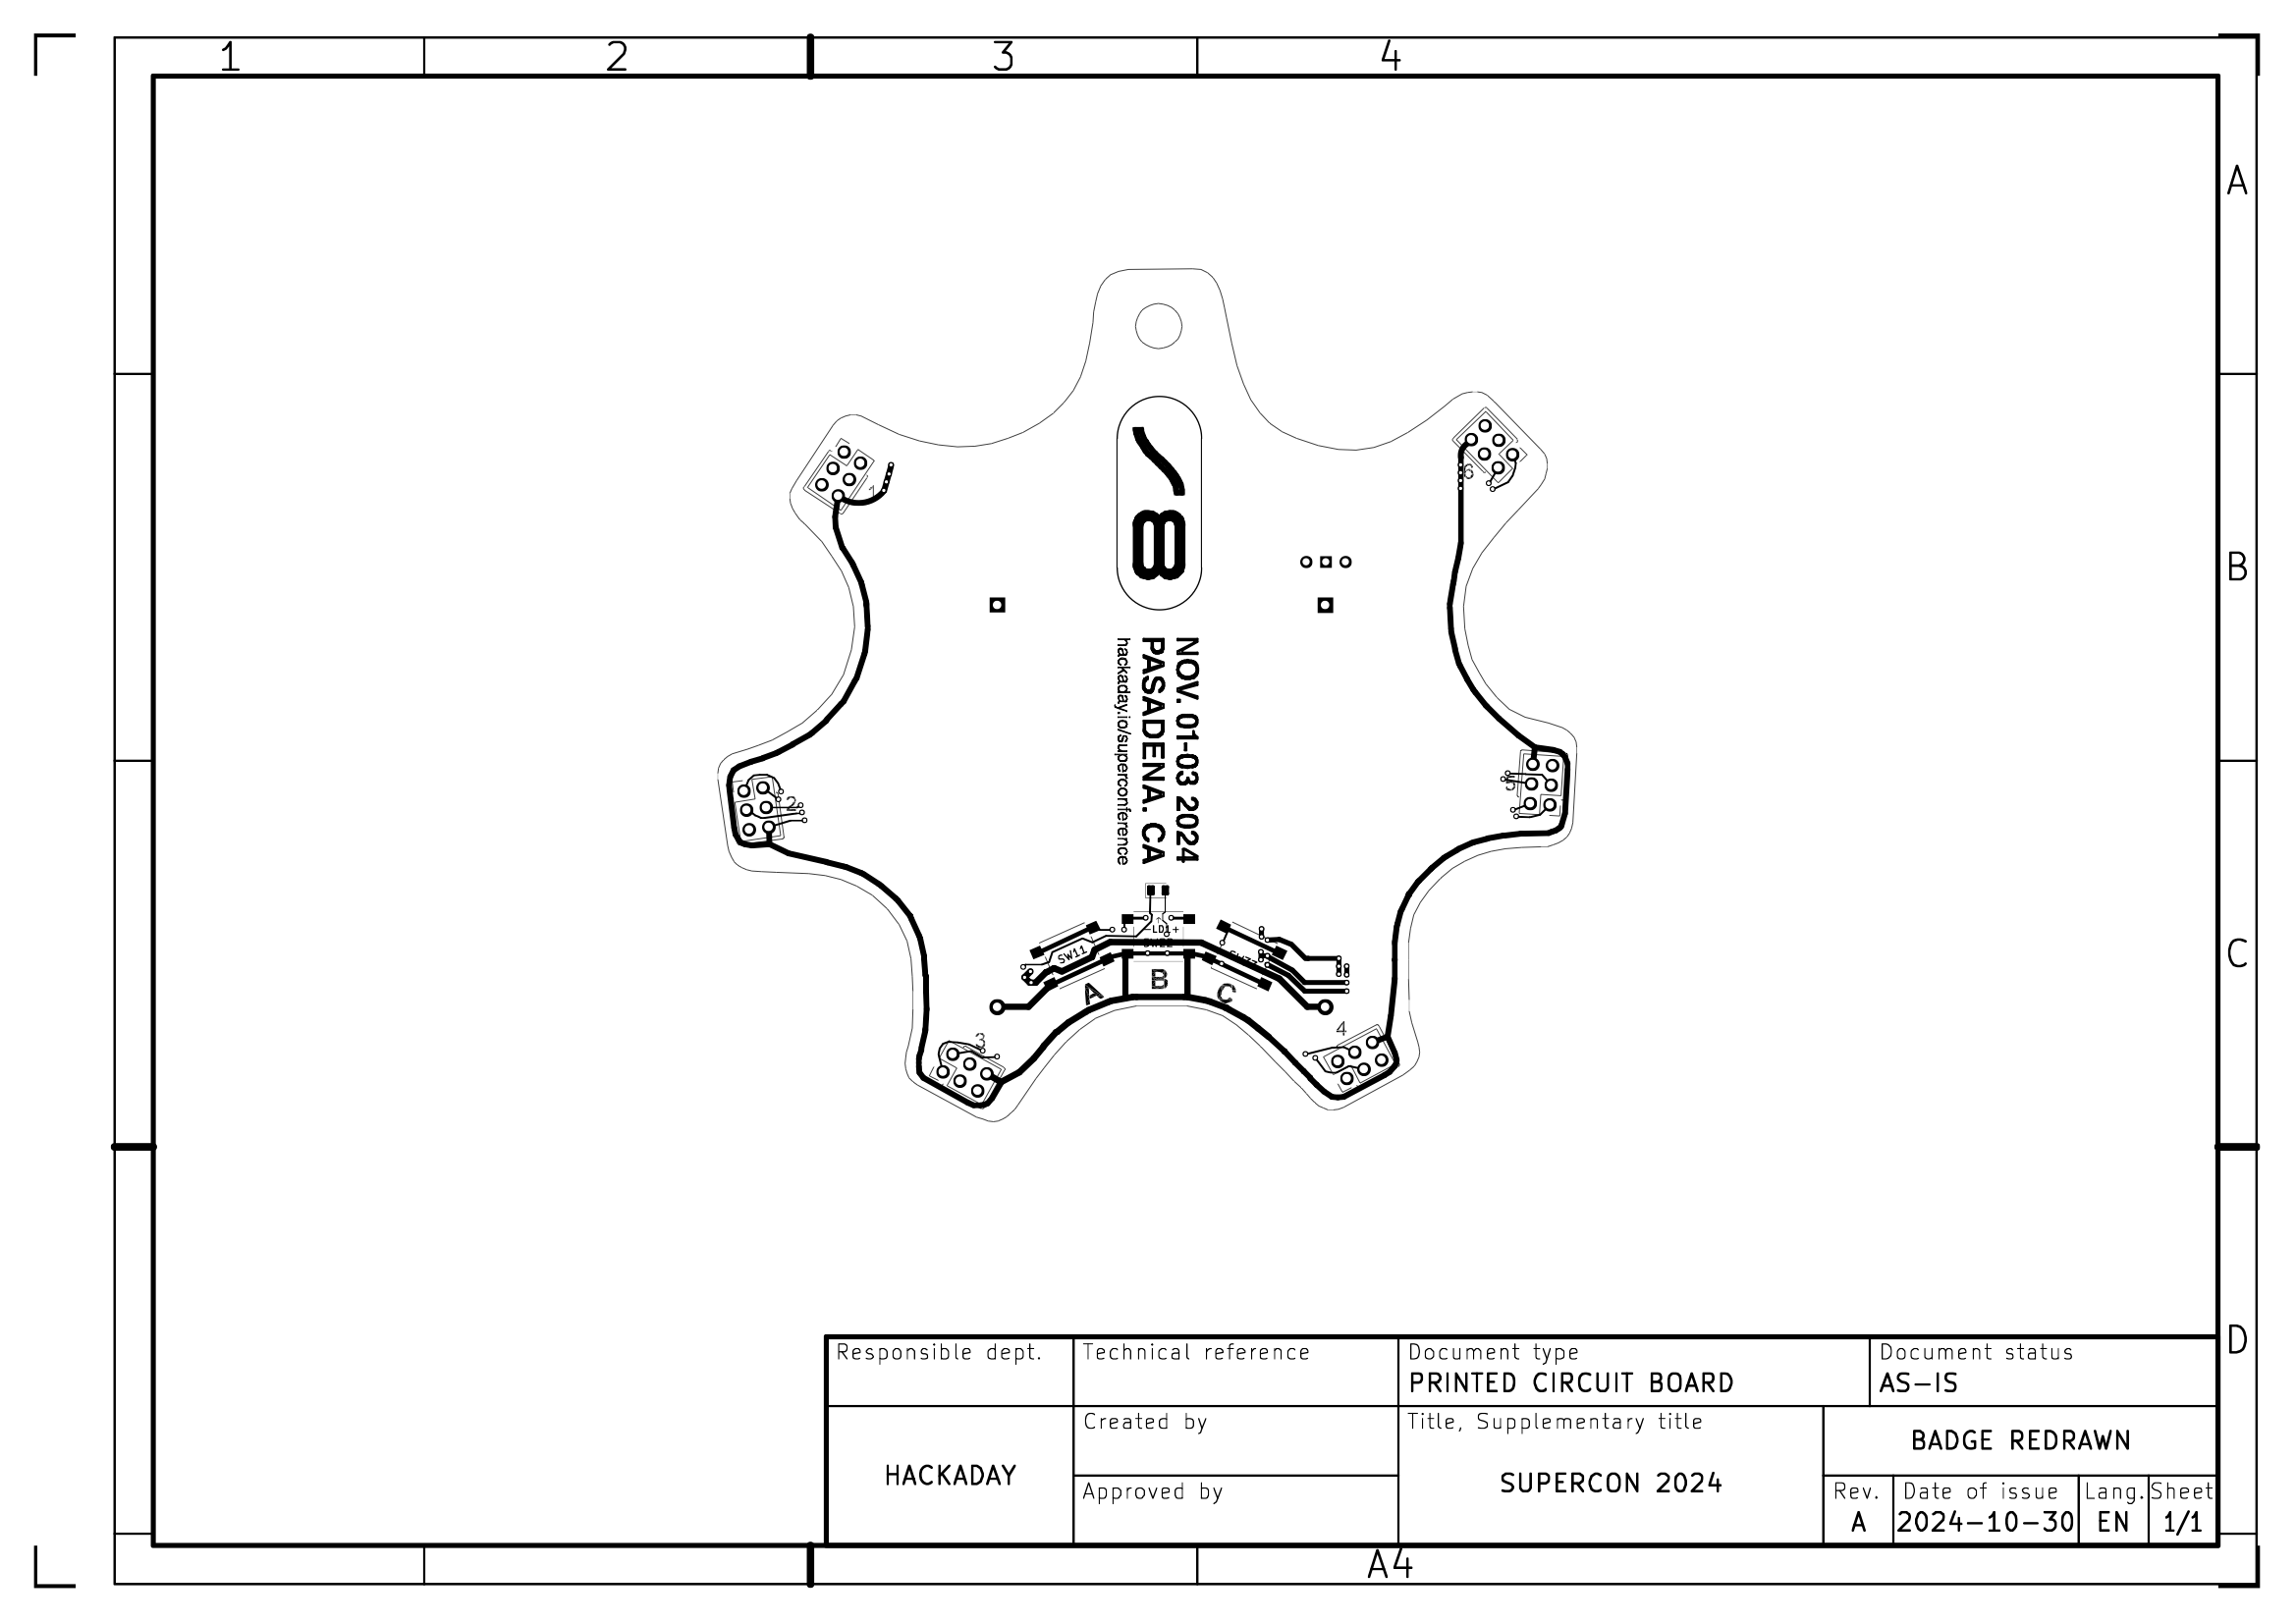 1 2 3 4
A
B
C
D
8
NOV. 01-03 2024
PASADENA. CA
hackaday.io/superconference
1
2
3
4
5
6
-LD1+
SW11
A
B
C
Responsible dept.
HACKADAY
Technical reference
Created by
Approved by
Document type
PRINTED CIRCUIT BOARD
Document status
AS-IS
Title, Supplementary title
SUPERCON 2024
BADGE REDRAWN
Rev.
A
Date of issue
2024-10-30
Lang.
EN
Sheet
1/1
A4